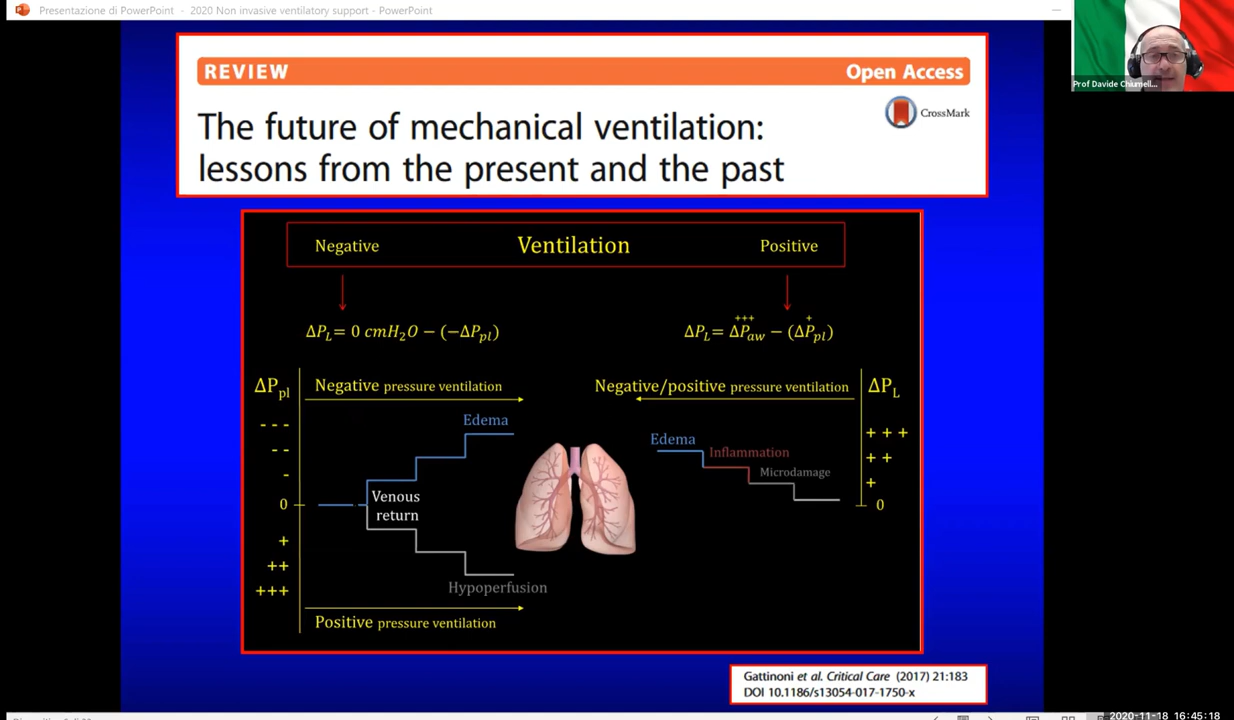 Presentazione di PowerPoint - 2020 Non invasive ventilatory support - PowerPoint
Prof Davide Chiumell...
REVIEW
Open Access
The future of mechanical ventilation:
lessons from the present and the past
CrossMark
Negative
Ventilation
Positive
ΔP_L= 0 cmH₂O − (−ΔP_pl)
+++ +
ΔP_L= ΔP_aw − (ΔP_pl)
ΔP_pl
Negative pressure ventilation
Negative/positive pressure ventilation
ΔP_L
- - -
- -
-
0
+
++
+++
Edema
Venous
return
Hypoperfusion
Positive pressure ventilation
Edema
Inflammation
Microdamage
+ + +
+ +
+
0
Gattinoni et al. Critical Care (2017) 21:183
DOI 10.1186/s13054-017-1750-x
2020-11-18 16:45:18